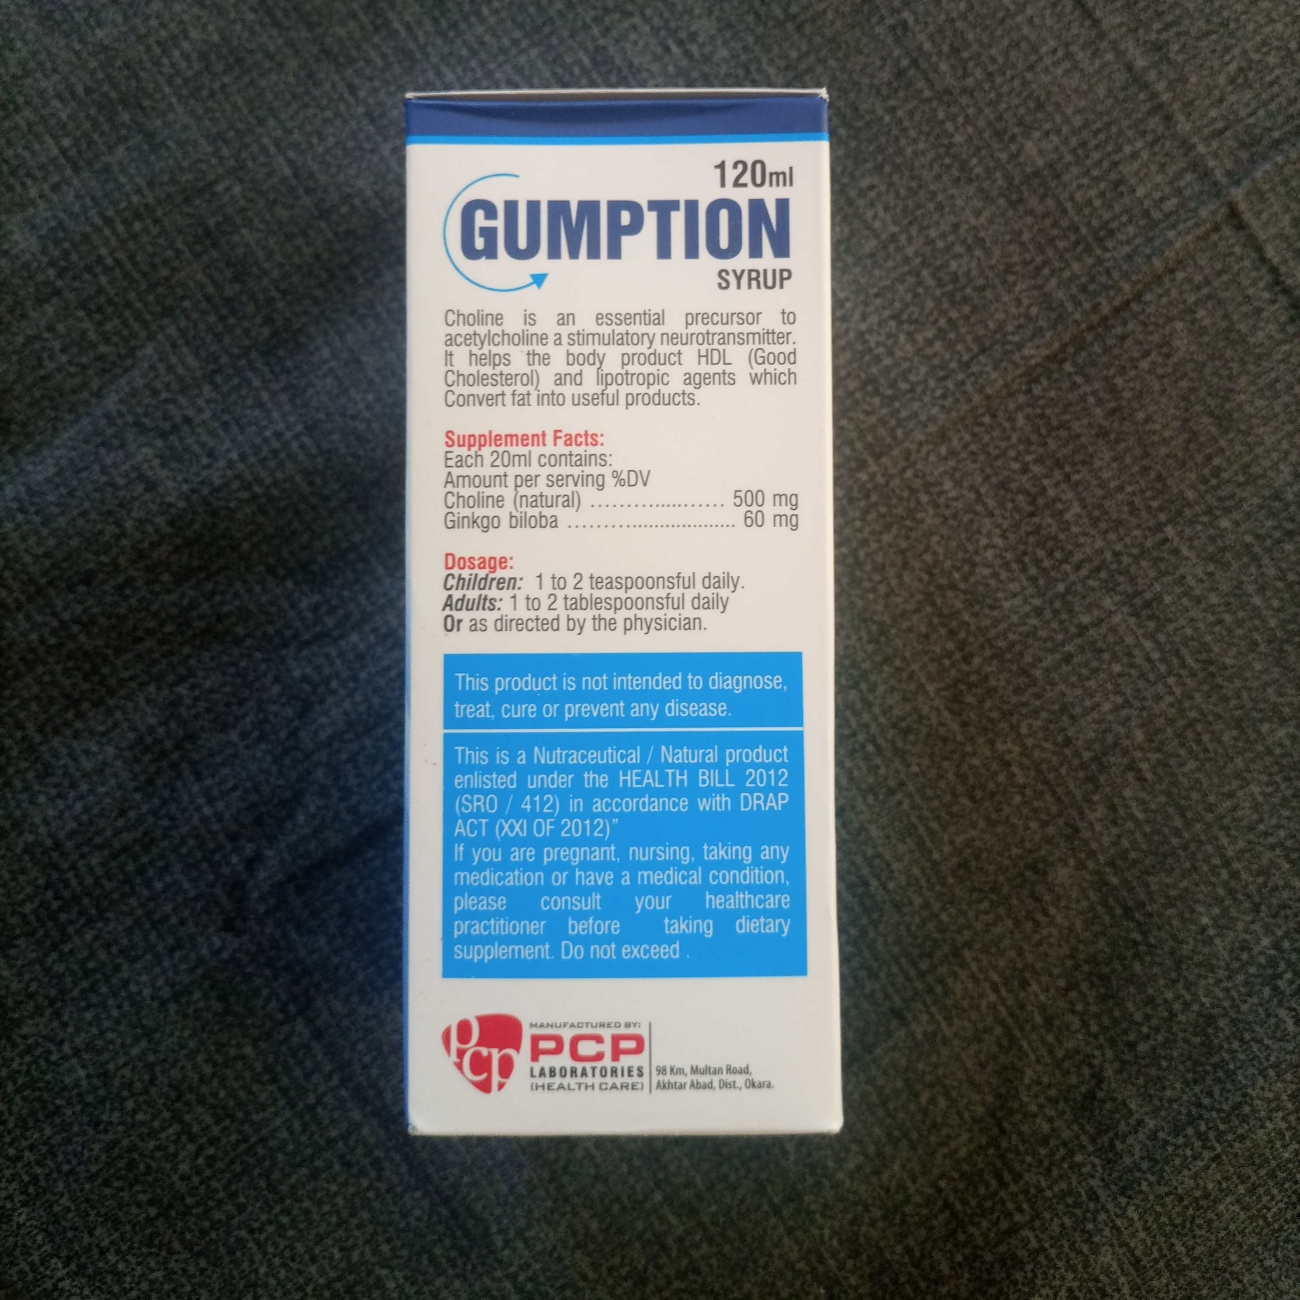 120ml
GUMPTION
SYRUP
Choline is an essential precursor to
acetylcholine a stimulatory neurotransmitter.
It helps the body product HDL (Good
Cholesterol) and lipotropic agents which
Convert fat into useful products.
Supplement Facts:
Each 20ml contains:
Amount per serving %DV
Choline (natural) ........................ 500 mg
Ginkgo biloba .............................. 60 mg
Dosage:
Children: 1 to 2 teaspoonsful daily.
Adults: 1 to 2 tablespoonsful daily
Or as directed by the physician.
This product is not intended to diagnose,
treat, cure or prevent any disease.
This is a Nutraceutical / Natural product
enlisted under the HEALTH BILL 2012
(SRO / 412) in accordance with DRAP
ACT (XXI OF 2012)"
If you are pregnant, nursing, taking any
medication or have a medical condition,
please consult your healthcare
practitioner before taking dietary
supplement. Do not exceed .
pcp
MANUFACTURED BY:
PCP
LABORATORIES
(HEALTH CARE)
98 Km, Multan Road,
Akhtar Abad, Dist., Okara.